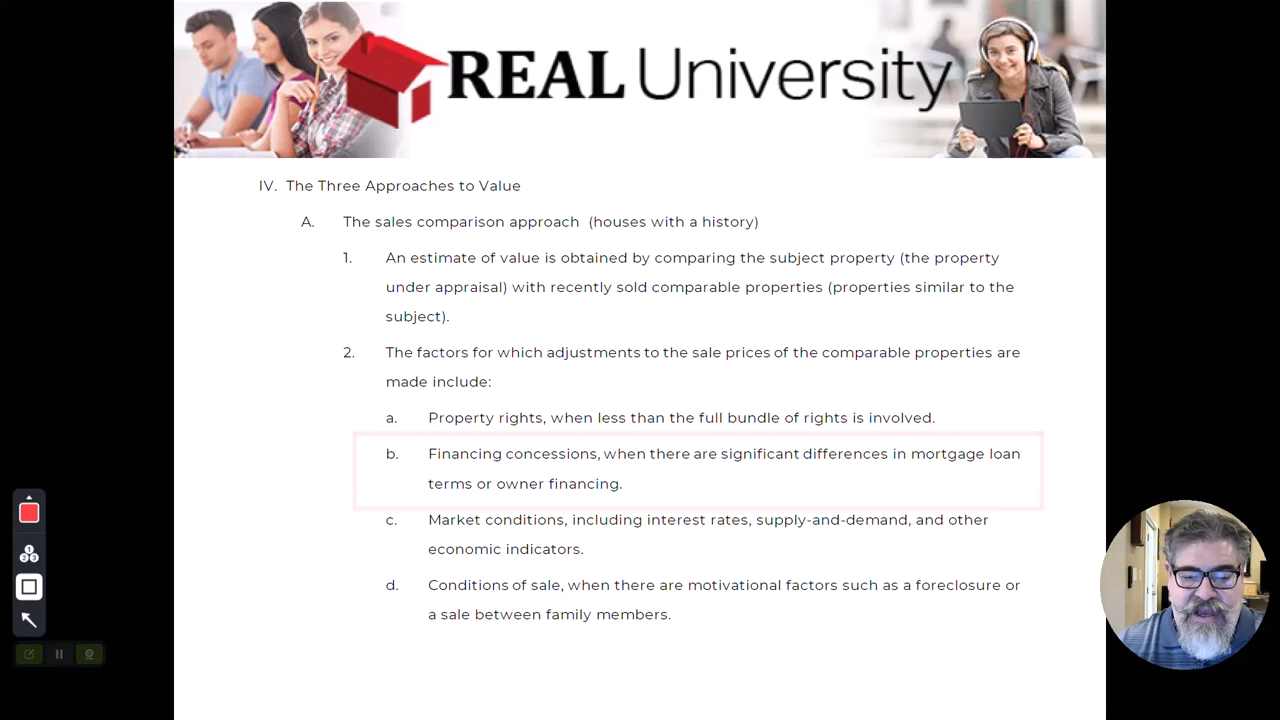 REAL University
IV. The Three Approaches to Value
A. The sales comparison approach (houses with a history)
1. An estimate of value is obtained by comparing the subject property (the property
under appraisal) with recently sold comparable properties (properties similar to the
subject).
2. The factors for which adjustments to the sale prices of the comparable properties are
made include:
a. Property rights, when less than the full bundle of rights is involved.
b. Financing concessions, when there are significant differences in mortgage loan
terms or owner financing.
c. Market conditions, including interest rates, supply-and-demand, and other
economic indicators.
d. Conditions of sale, when there are motivational factors such as a foreclosure or
a sale between family members.